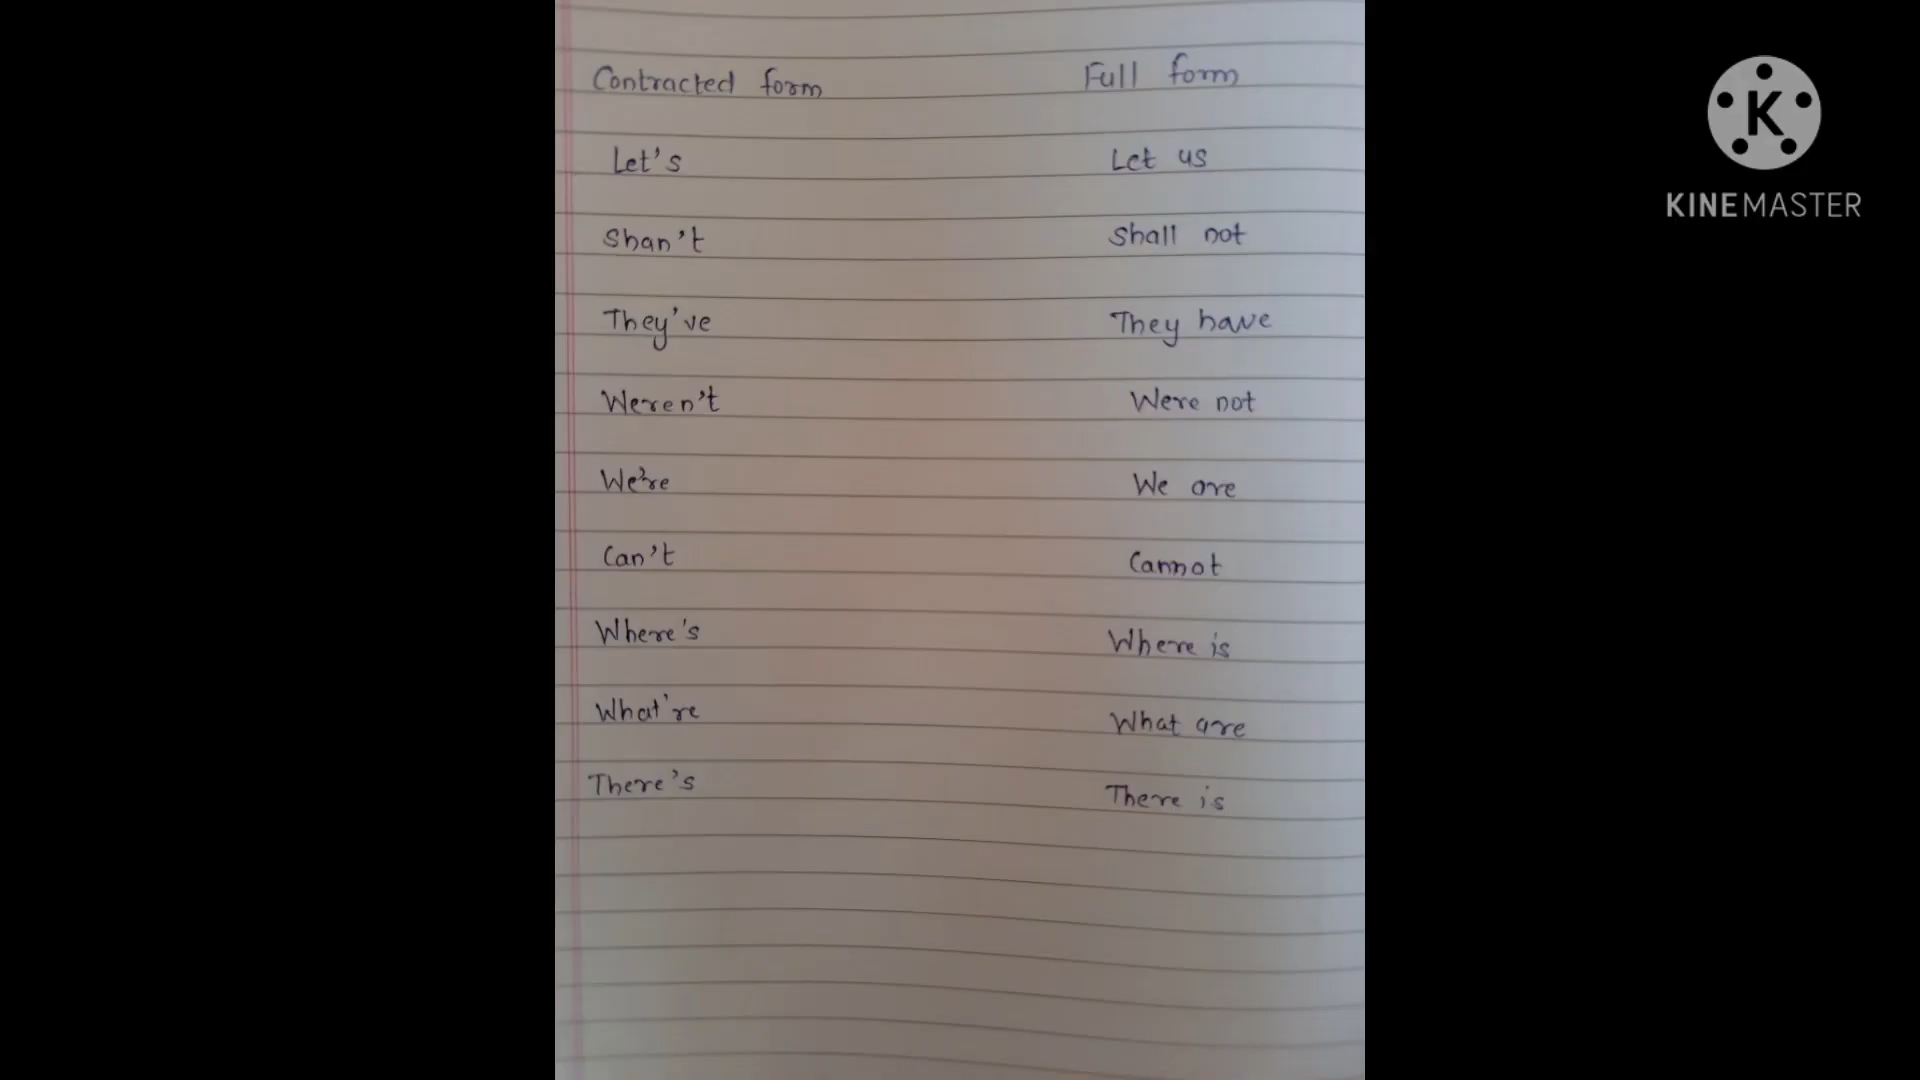 Contracted form Full form
Let's Let us
Shan't Shall not
They've They have
Weren't Were not
We're We are
Can't Cannot
Where's Where is
What're What are
There's There is
K
KINEMASTER